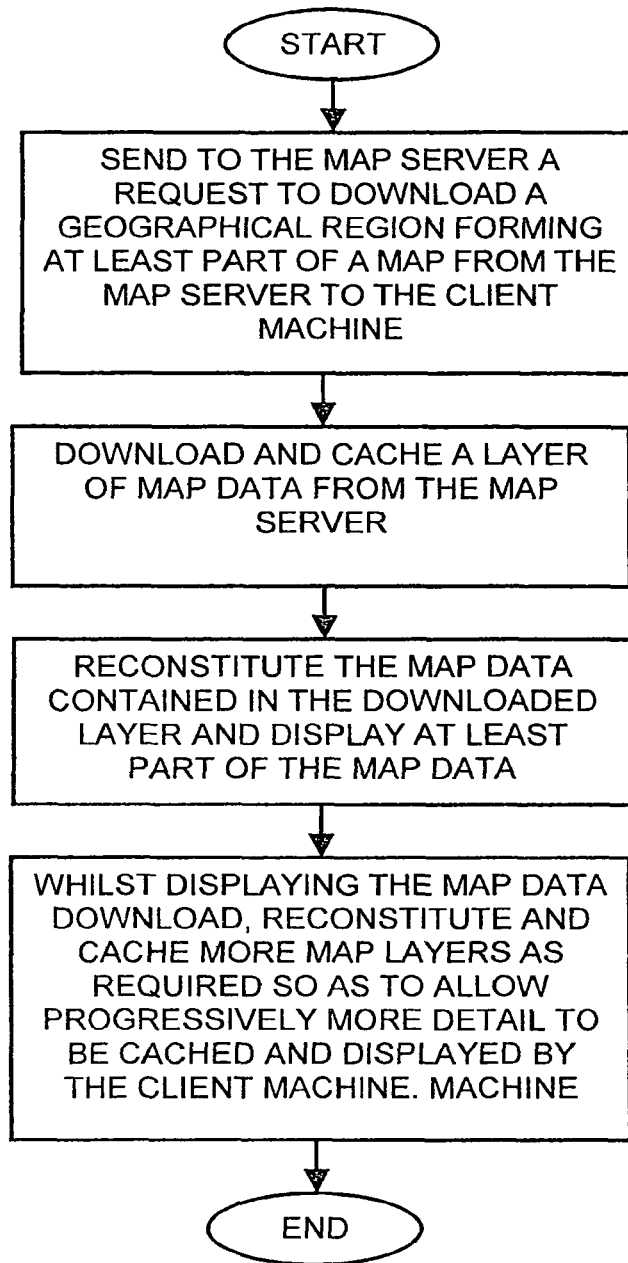 START
SEND TO THE MAP SERVER A
REQUEST TO DOWNLOAD A
GEOGRAPHICAL REGION FORMING
AT LEAST PART OF A MAP FROM THE
MAP SERVER TO THE CLIENT
MACHINE
DOWNLOAD AND CACHE A LAYER
OF MAP DATA FROM THE MAP
SERVER
RECONSTITUTE THE MAP DATA
CONTAINED IN THE DOWNLOADED
LAYER AND DISPLAY AT LEAST
PART OF THE MAP DATA
WHILST DISPLAYING THE MAP DATA
DOWNLOAD, RECONSTITUTE AND
CACHE MORE MAP LAYERS AS
REQUIRED SO AS TO ALLOW
PROGRESSIVELY MORE DETAIL TO
BE CACHED AND DISPLAYED BY
THE CLIENT MACHINE. MACHINE
END